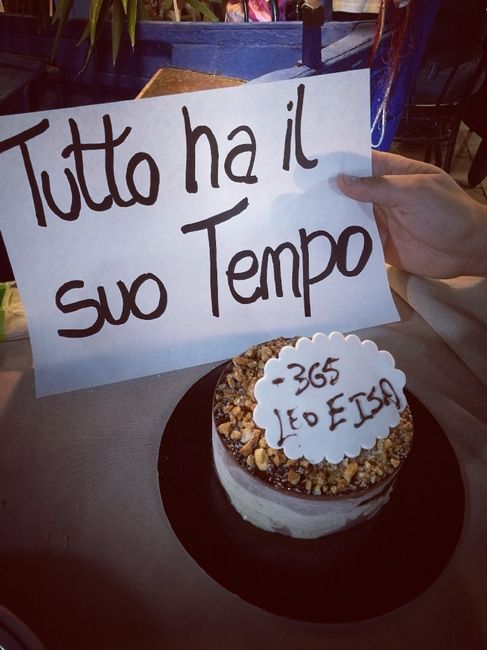 Tutto ha il
suo Tempo
-365
LEO E ISA